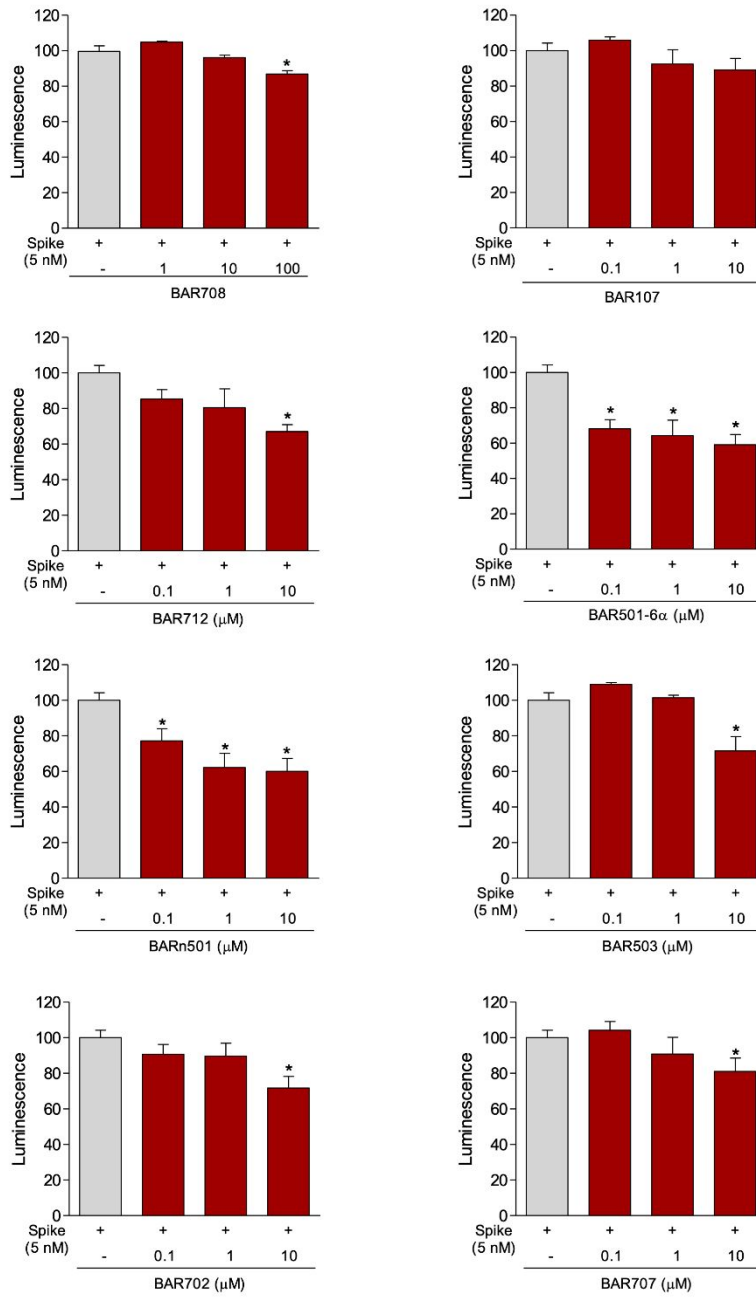 120
100
80
60
40
20
0
Luminescence
*
Spike + + + +
(5 nM) - 1 10 100
BAR708
120
100
80
60
40
20
0
Luminescence
Spike + + + +
(5 nM) - 0.1 1 10
BAR107
120
100
80
60
40
20
0
Luminescence
*
Spike + + + +
(5 nM) - 0.1 1 10
BAR712 (μM)
120
100
80
60
40
20
0
Luminescence
* * *
Spike + + + +
(5 nM) - 0.1 1 10
BAR501-6α (μM)
120
100
80
60
40
20
0
Luminescence
* * *
Spike + + + +
(5 nM) - 0.1 1 10
BARn501 (μM)
120
100
80
60
40
20
0
Luminescence
*
Spike + + + +
(5 nM) - 0.1 1 10
BAR503 (μM)
120
100
80
60
40
20
0
Luminescence
*
Spike + + + +
(5 nM) - 0.1 1 10
BAR702 (μM)
120
100
80
60
40
20
0
Luminescence
*
Spike + + + +
(5 nM) - 0.1 1 10
BAR707 (μM)